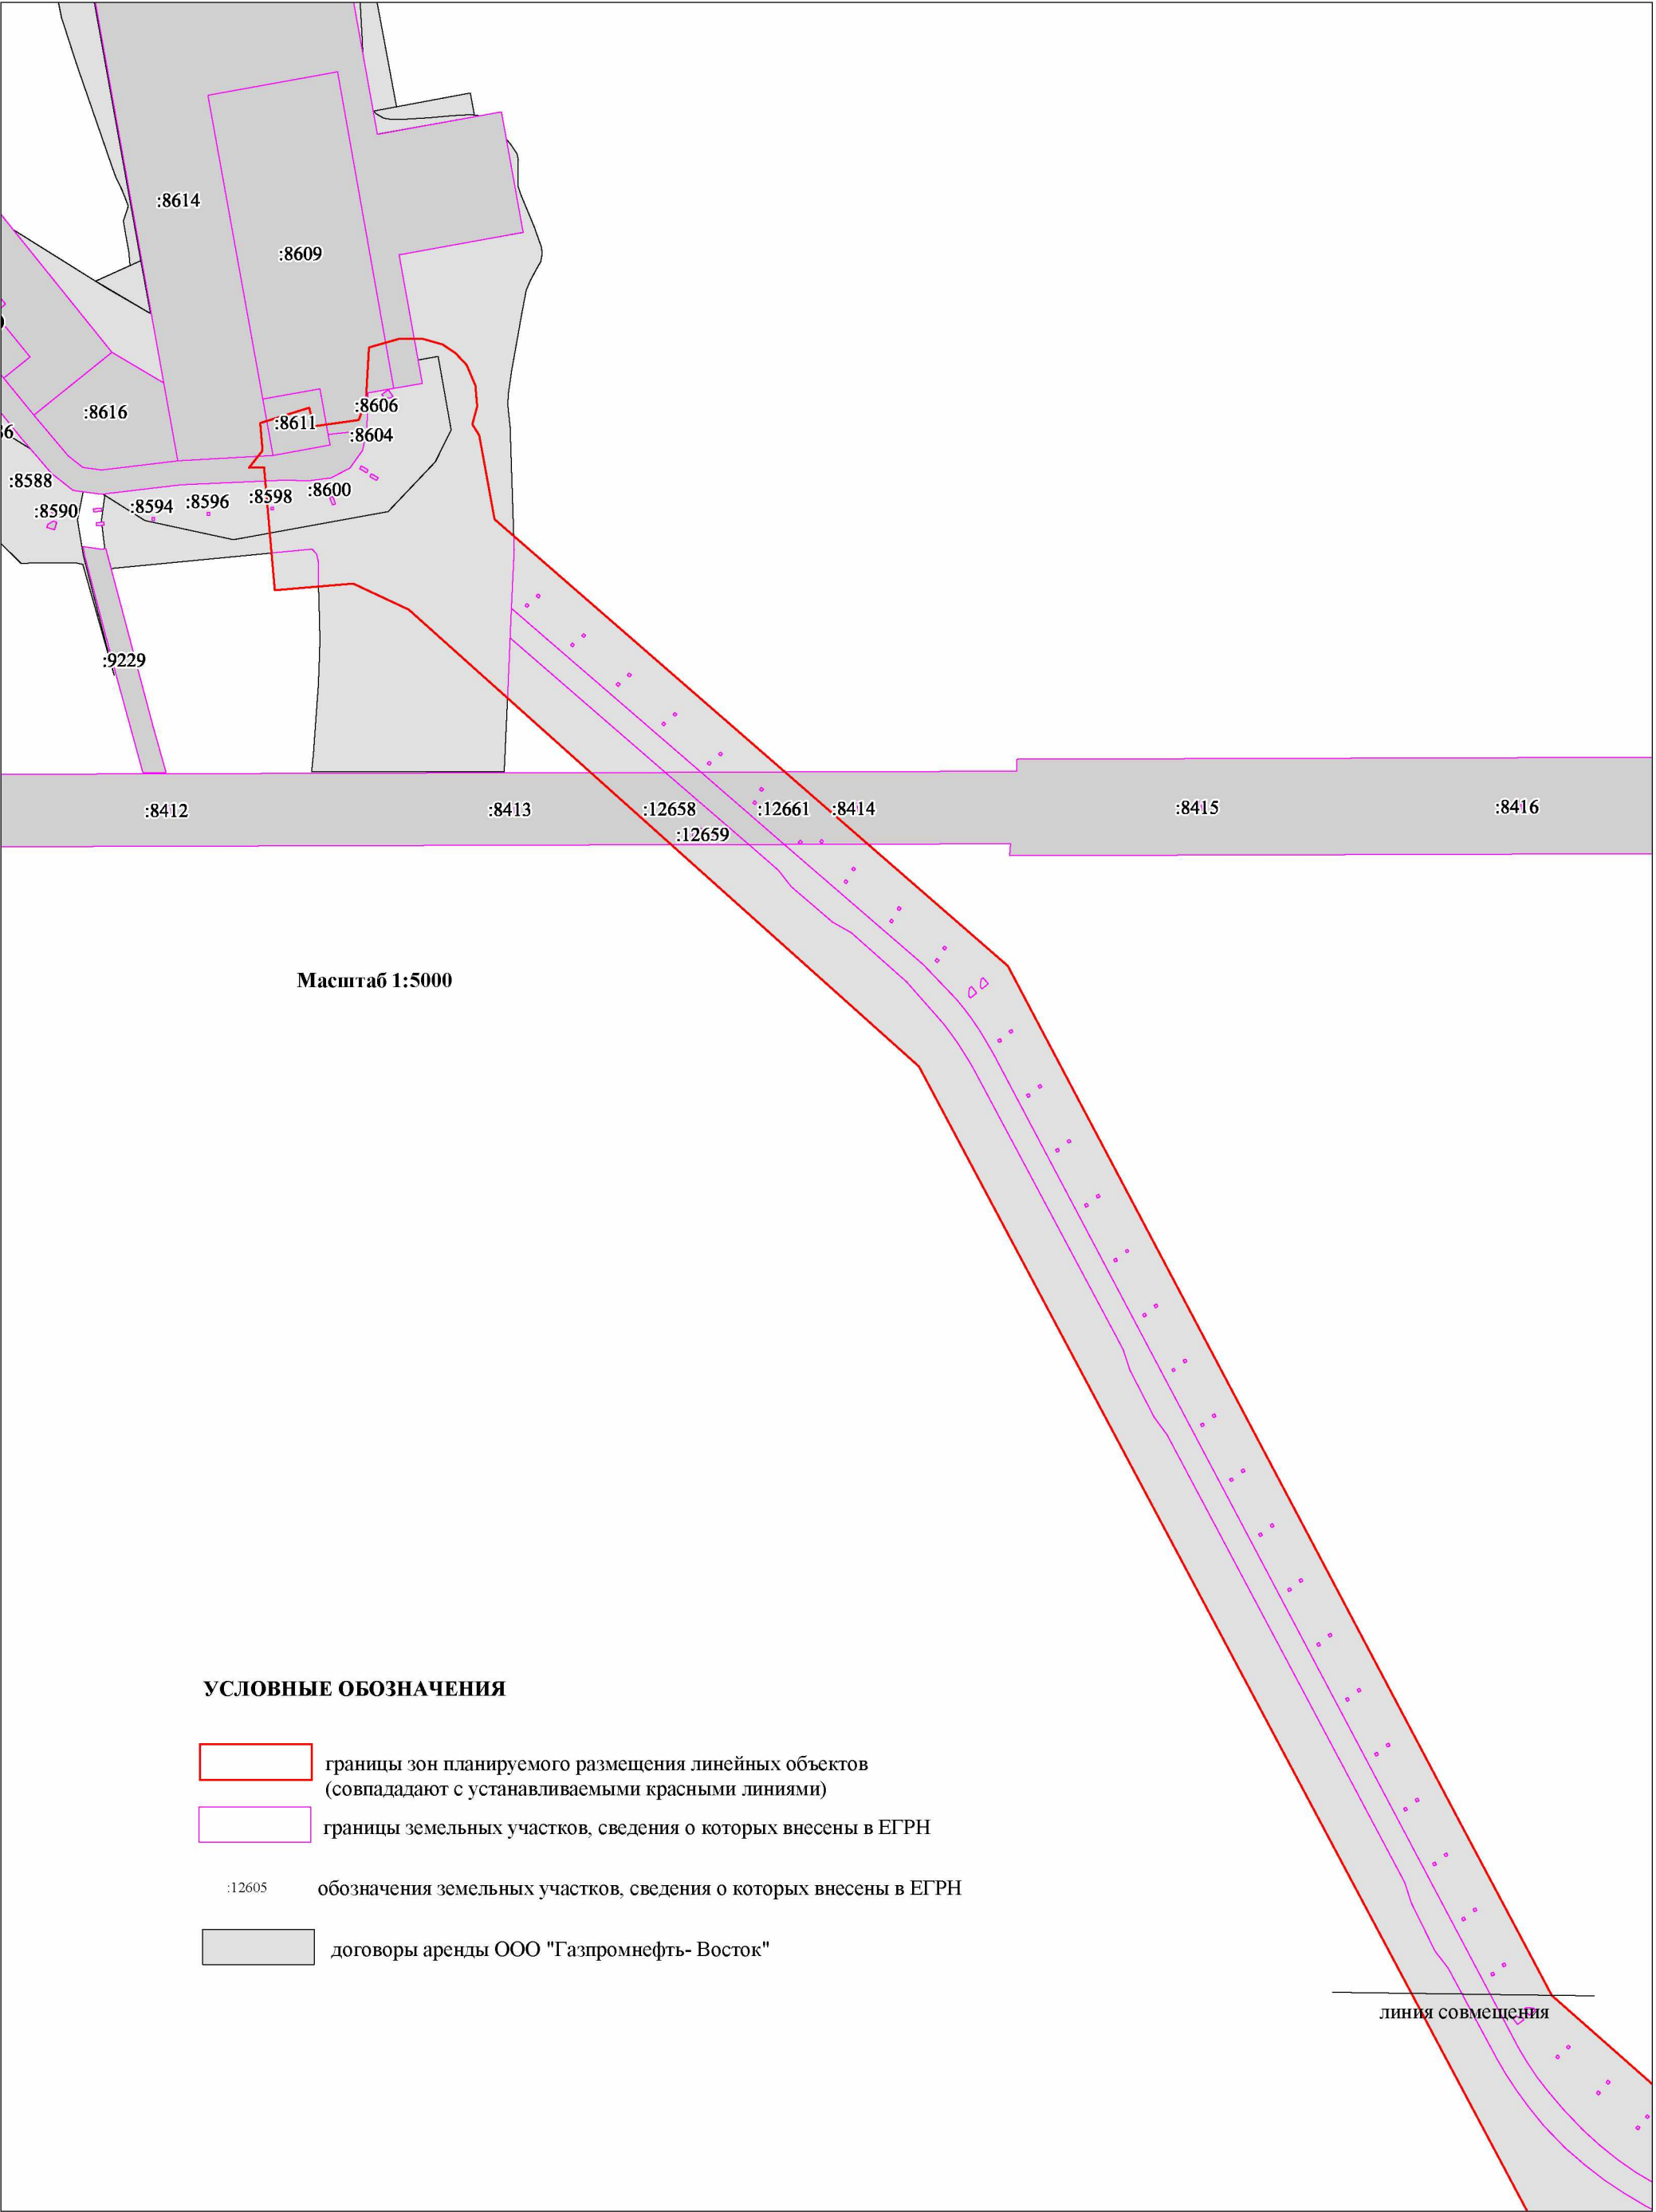 :8614
:8609
:8616
:8611
:8606
:8604
:8588
:8590
:8594
:8596
:8598
:8600
:9229
:8412
:8413
:12658
:12661
:8414
:8415
:8416
:12659
Масштаб 1:5000
УСЛОВНЫЕ ОБОЗНАЧЕНИЯ
границы зон планируемого размещения линейных объектов
(совпададают с устанавливаемыми красными линиями)
границы земельных участков, сведения о которых внесены в ЕГРН
:12605 обозначения земельных участков, сведения о которых внесены в ЕГРН
договоры аренды ООО "Газпромнефть- Восток"
линия совмещения